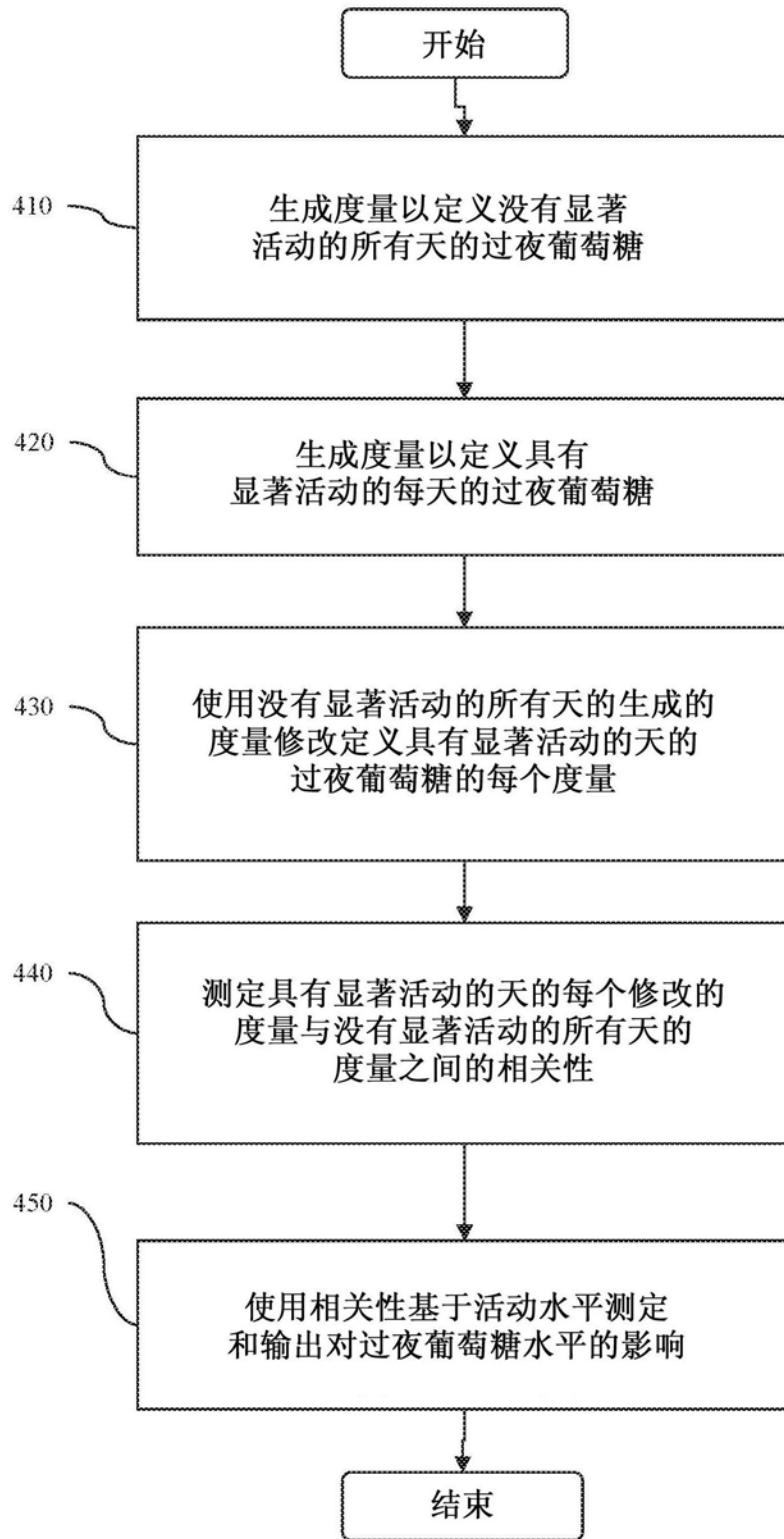 开始
410
生成度量以定义没有显著
活动的所有天的过夜葡萄糖
420
生成度量以定义具有
显著活动的每天的过夜葡萄糖
430
使用没有显著活动的所有天的生成的
度量修改定义具有显著活动的天的
过夜葡萄糖的每个度量
440
测定具有显著活动的天的每个修改的
度量与没有显著活动的所有天的
度量之间的相关性
450
使用相关性基于活动水平测定
和输出对过夜葡萄糖水平的影响
结束